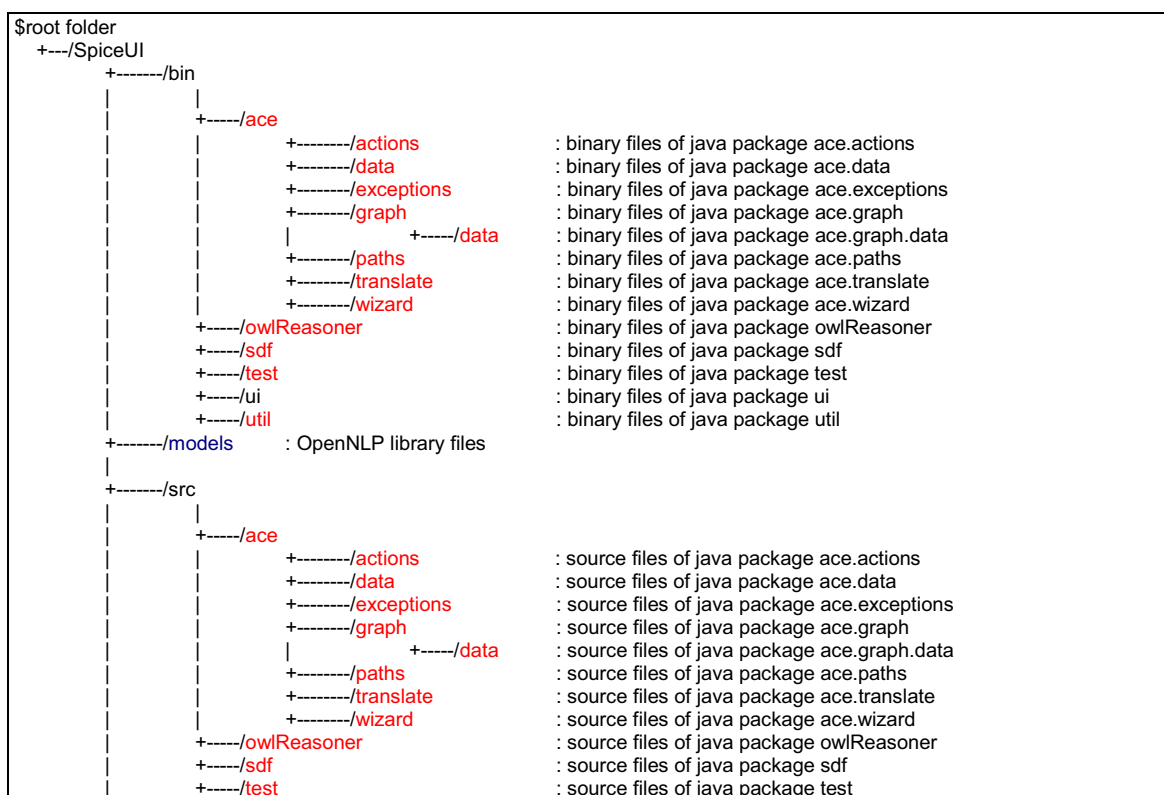 $root folder
+---/SpiceUI
+-------/bin
| |
| +-----/ace
| | +--------/actions : binary files of java package ace.actions
| | +--------/data : binary files of java package ace.data
| | +--------/exceptions : binary files of java package ace.exceptions
| | +--------/graph : binary files of java package ace.graph
| | | +-----/data : binary files of java package ace.graph.data
| | +--------/paths : binary files of java package ace.paths
| | +--------/translate : binary files of java package ace.translate
| | +--------/wizard : binary files of java package ace.wizard
| +-----/owlReasoner : binary files of java package owlReasoner
| +-----/sdf : binary files of java package sdf
| +-----/test : binary files of java package test
| +-----/ui : binary files of java package ui
| +-----/util : binary files of java package util
+-------/models : OpenNLP library files
|
+-------/src
| |
| +-----/ace
| | +--------/actions : source files of java package ace.actions
| | +--------/data : source files of java package ace.data
| | +--------/exceptions : source files of java package ace.exceptions
| | +--------/graph : source files of java package ace.graph
| | | +-----/data : source files of java package ace.graph.data
| | +--------/paths : source files of java package ace.paths
| | +--------/translate : source files of java package ace.translate
| | +--------/wizard : source files of java package ace.wizard
| +-----/owlReasoner : source files of java package owlReasoner
| +-----/sdf : source files of java package sdf
| +-----/test : source files of java package test